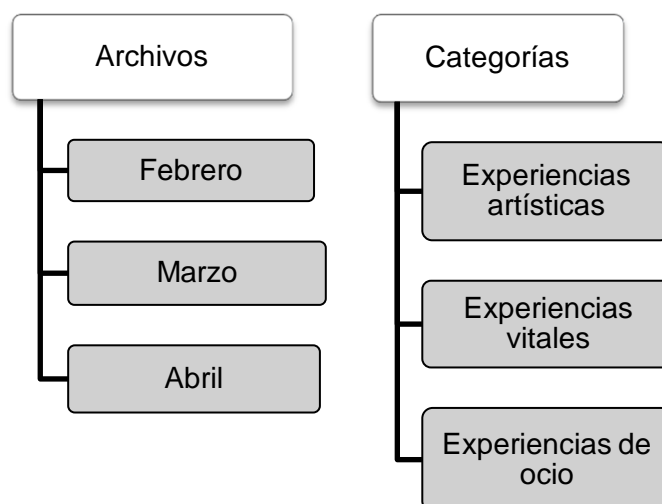 Archivos
Febrero
Marzo
Abril
Categorías
Experiencias
artísticas
Experiencias
vitales
Experiencias de
ocio